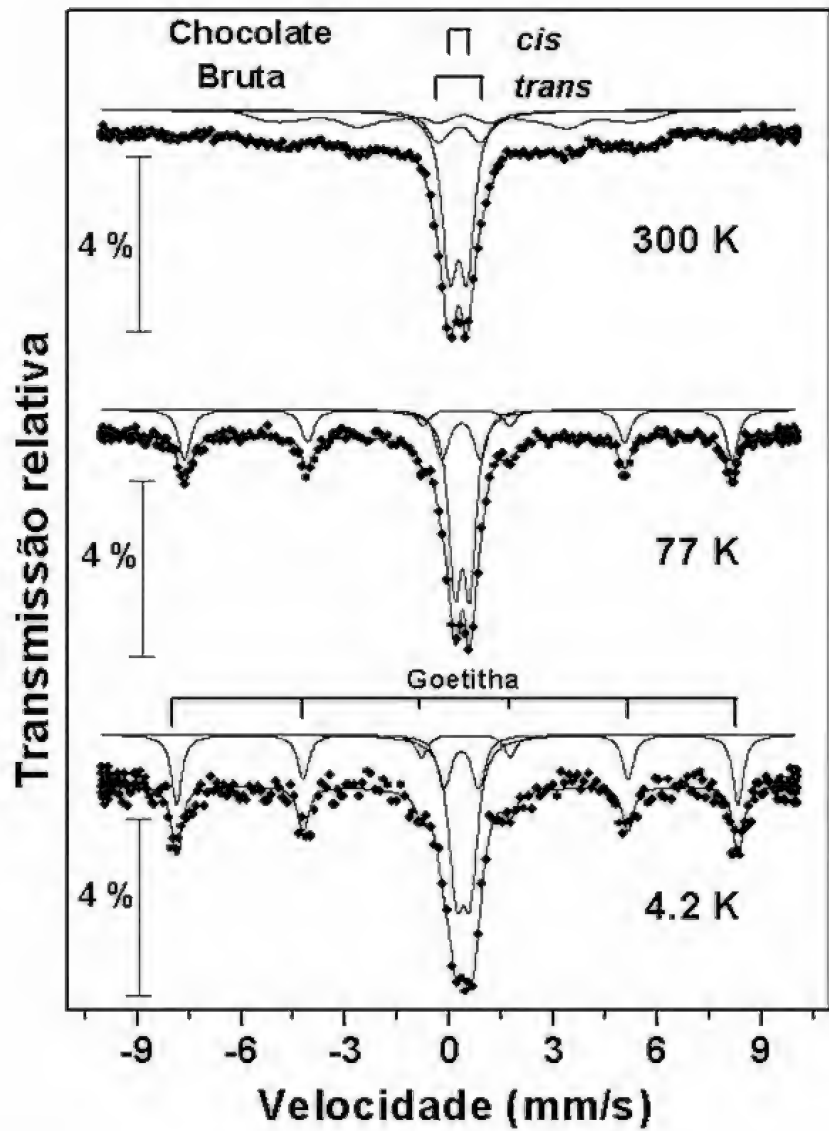 Chocolate
Bruta
cis
trans
4 %
300 K
4 %
77 K
Goetitha
4 %
4.2 K
Transmissão relativa
-9 -6 -3 0 3 6 9
Velocidade (mm/s)